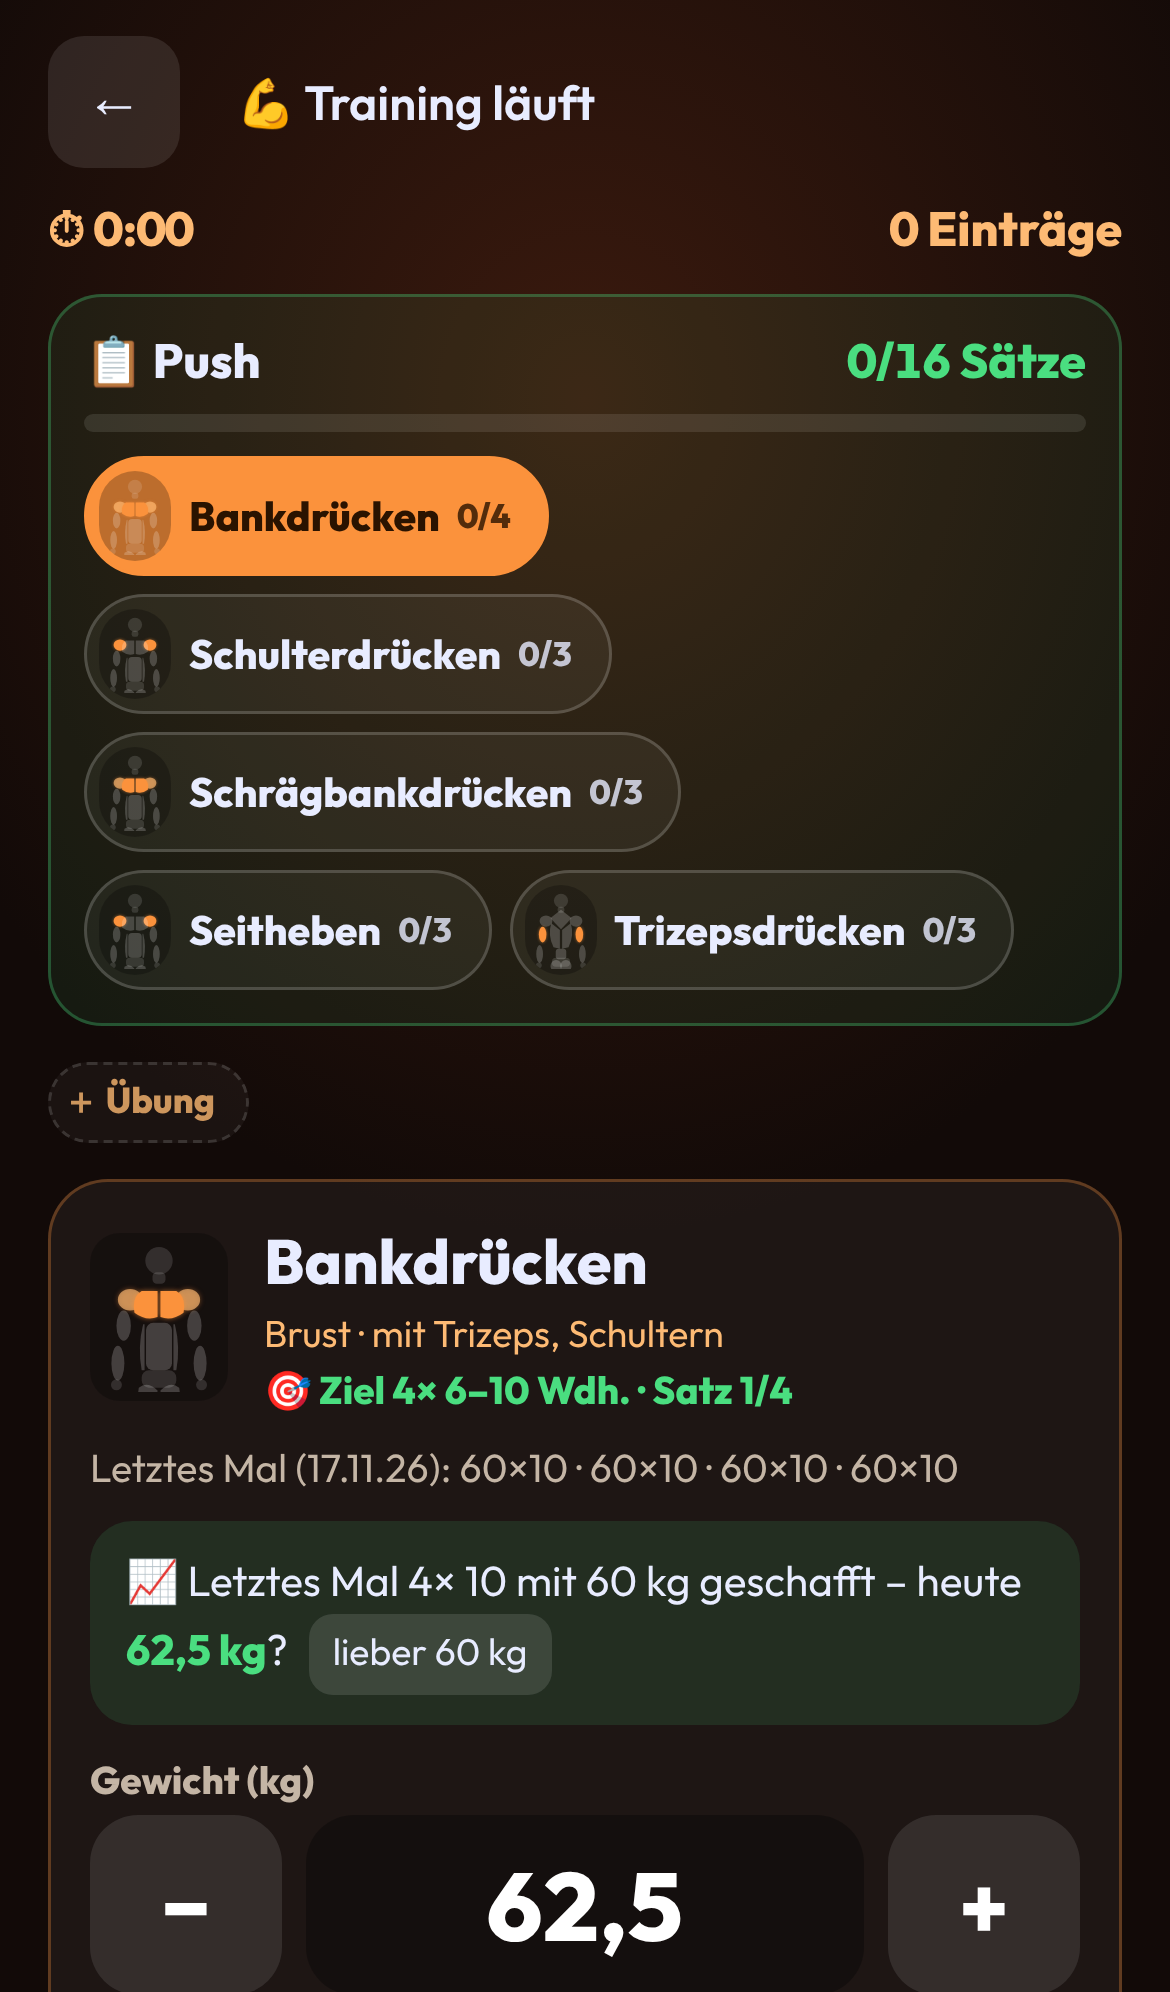 ← 💪 Training läuft
⏱ 0:00 0 Einträge
📋 Push 0/16 Sätze
Bankdrücken 0/4
Schulterdrücken 0/3
Schrägbankdrücken 0/3
Seitheben 0/3 Trizepsdrücken 0/3
+ Übung
Bankdrücken
Brust · mit Trizeps, Schultern
🎯 Ziel 4× 6–10 Wdh. · Satz 1/4
Letztes Mal (17.11.26): 60×10 · 60×10 · 60×10 · 60×10
📈 Letztes Mal 4× 10 mit 60 kg geschafft – heute
62,5 kg? lieber 60 kg
Gewicht (kg)
− 62,5 +